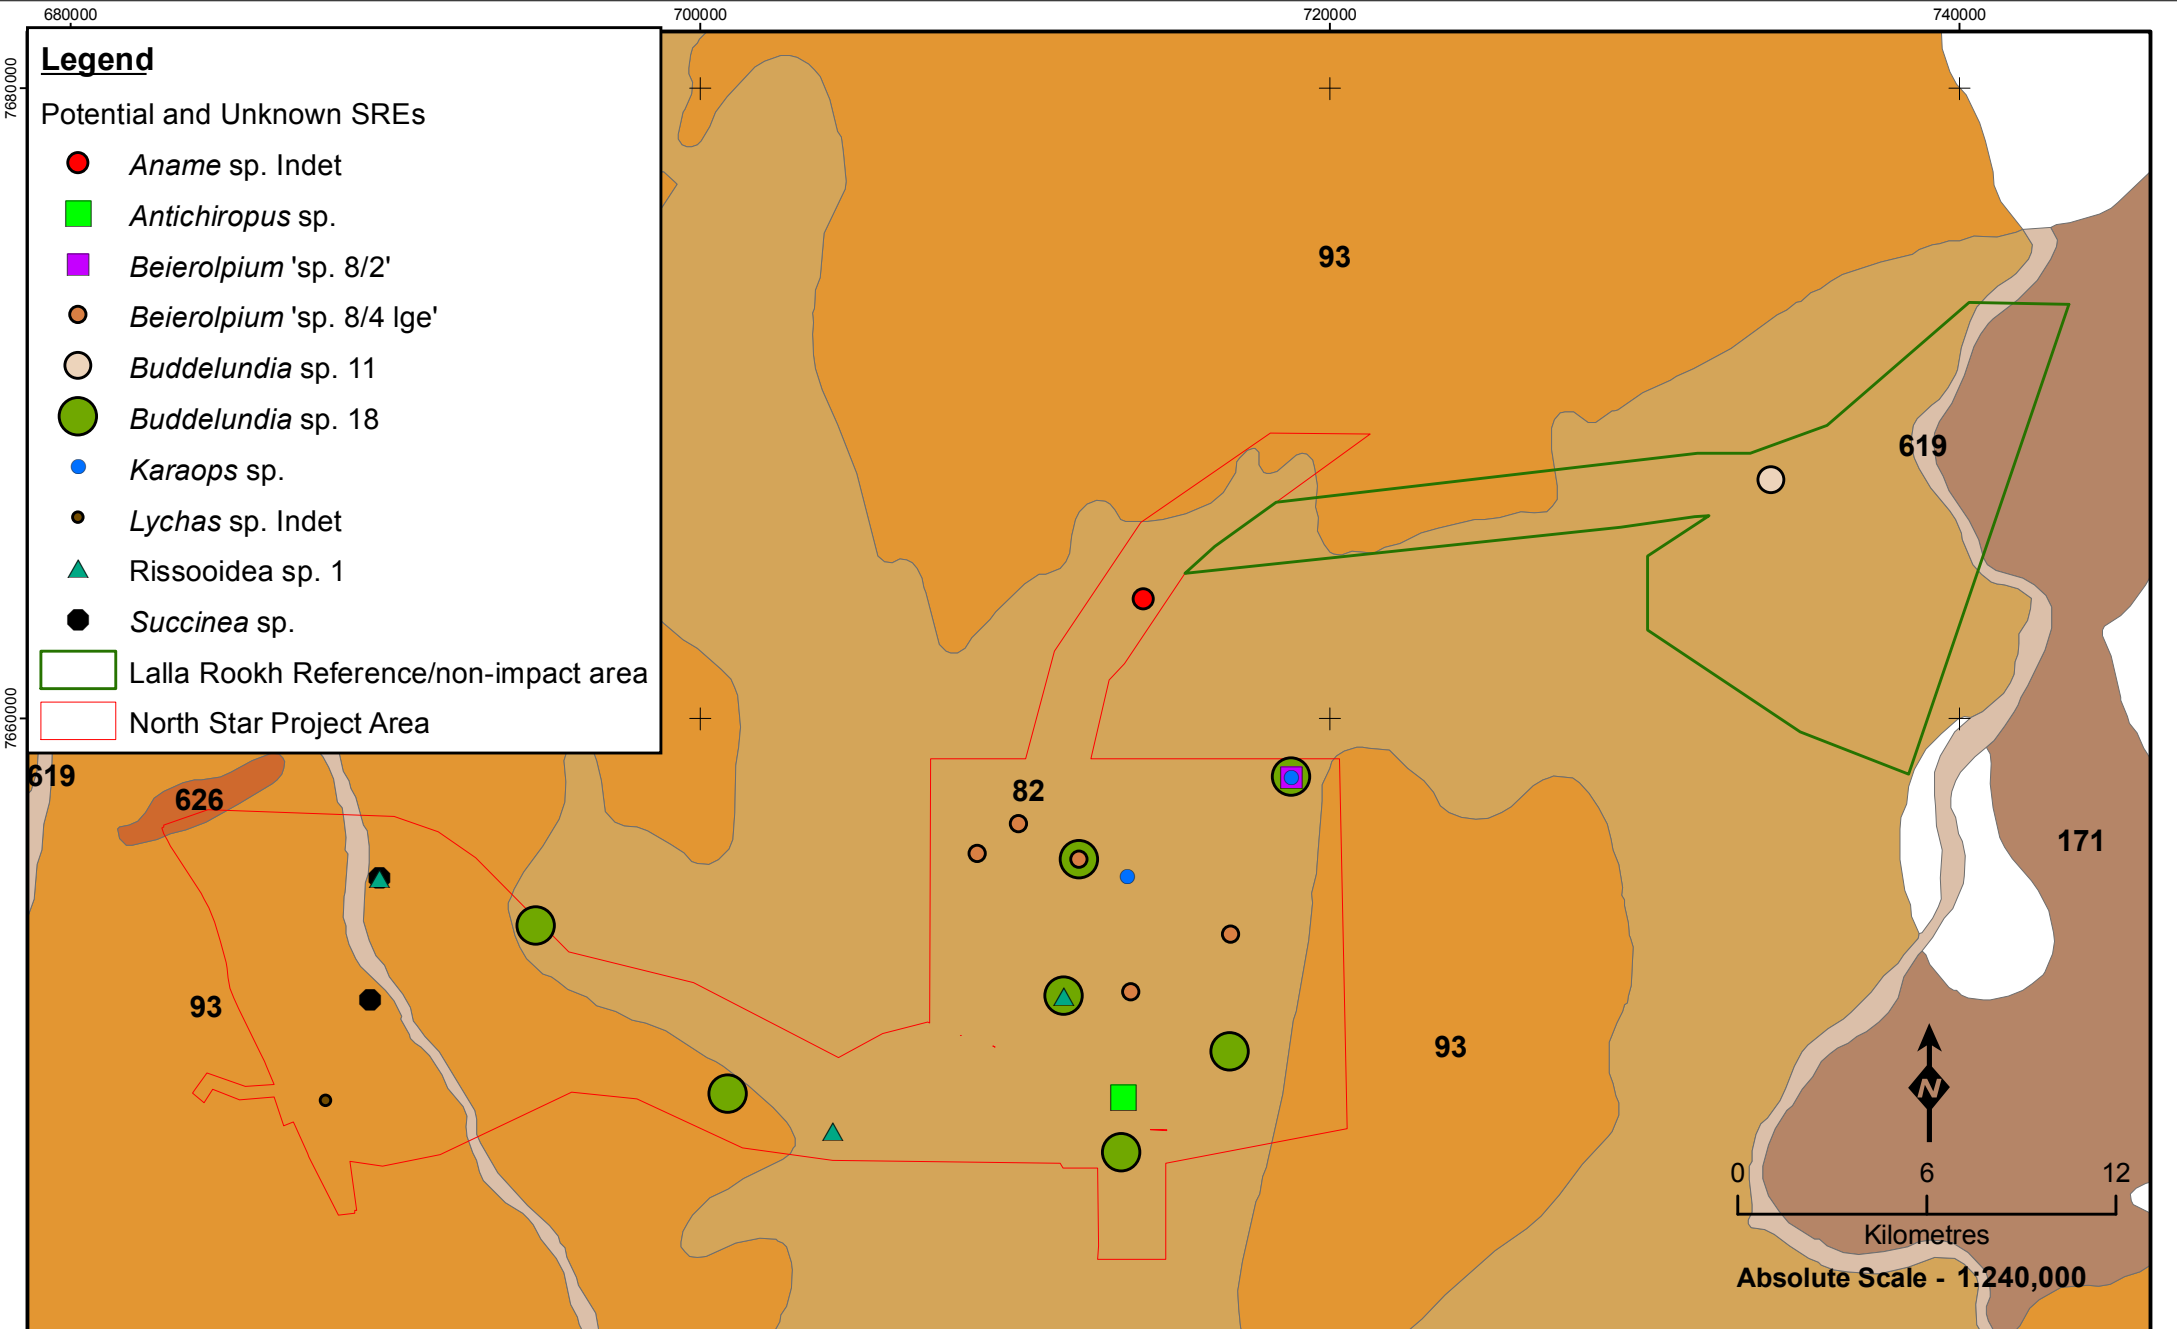 680000
700000
720000
740000
7680000
7660000
Legend
Potential and Unknown SREs
Aname sp. Indet
Antichiropus sp.
Beierolpium 'sp. 8/2'
Beierolpium 'sp. 8/4 lge'
Buddelundia sp. 11
Buddelundia sp. 18
Karaops sp.
Lychas sp. Indet
Rissooidea sp. 1
Succinea sp.
Lalla Rookh Reference/non-impact area
North Star Project Area
93
619
619
626
82
171
93
93
N
0 6 12
Kilometres
Absolute Scale - 1:240,000